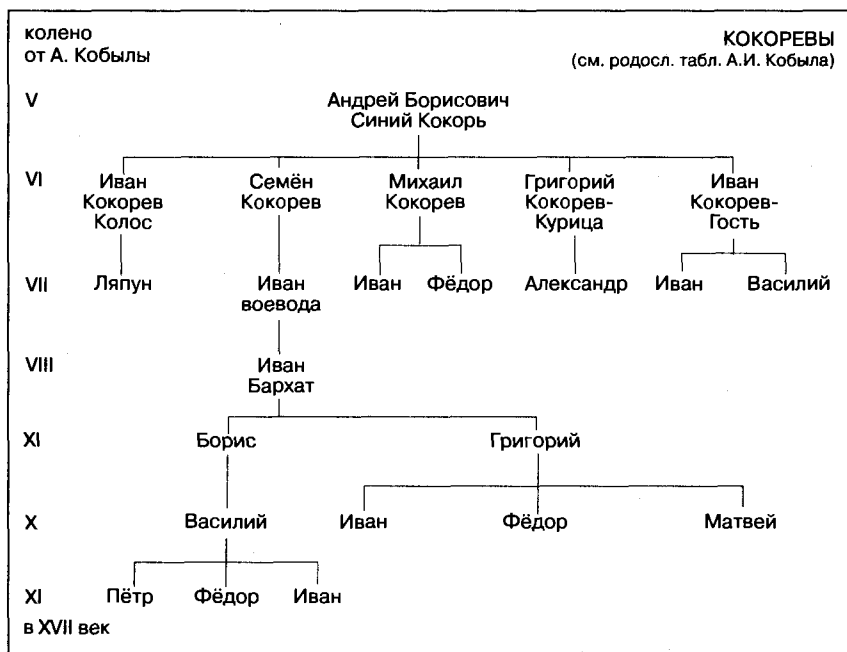 колено
от А. Кобылы
КОКОРЕВЫ
(см. родосл. табл. А.И. Кобыла)
V
Андрей Борисович
Синий Кокорь
VI
Иван
Кокорев
Колос
Семён
Кокорев
Михаил
Кокорев
Григорий
Кокорев-
Курица
Иван
Кокорев-
Гость
VII Ляпун
Иван
воевода
Иван Фёдор Александр Иван Василий
VIII
Иван
Бархат
XI Борис Григорий
X Василий Иван Фёдор Матвей
XI Пётр Фёдор Иван
в XVII век